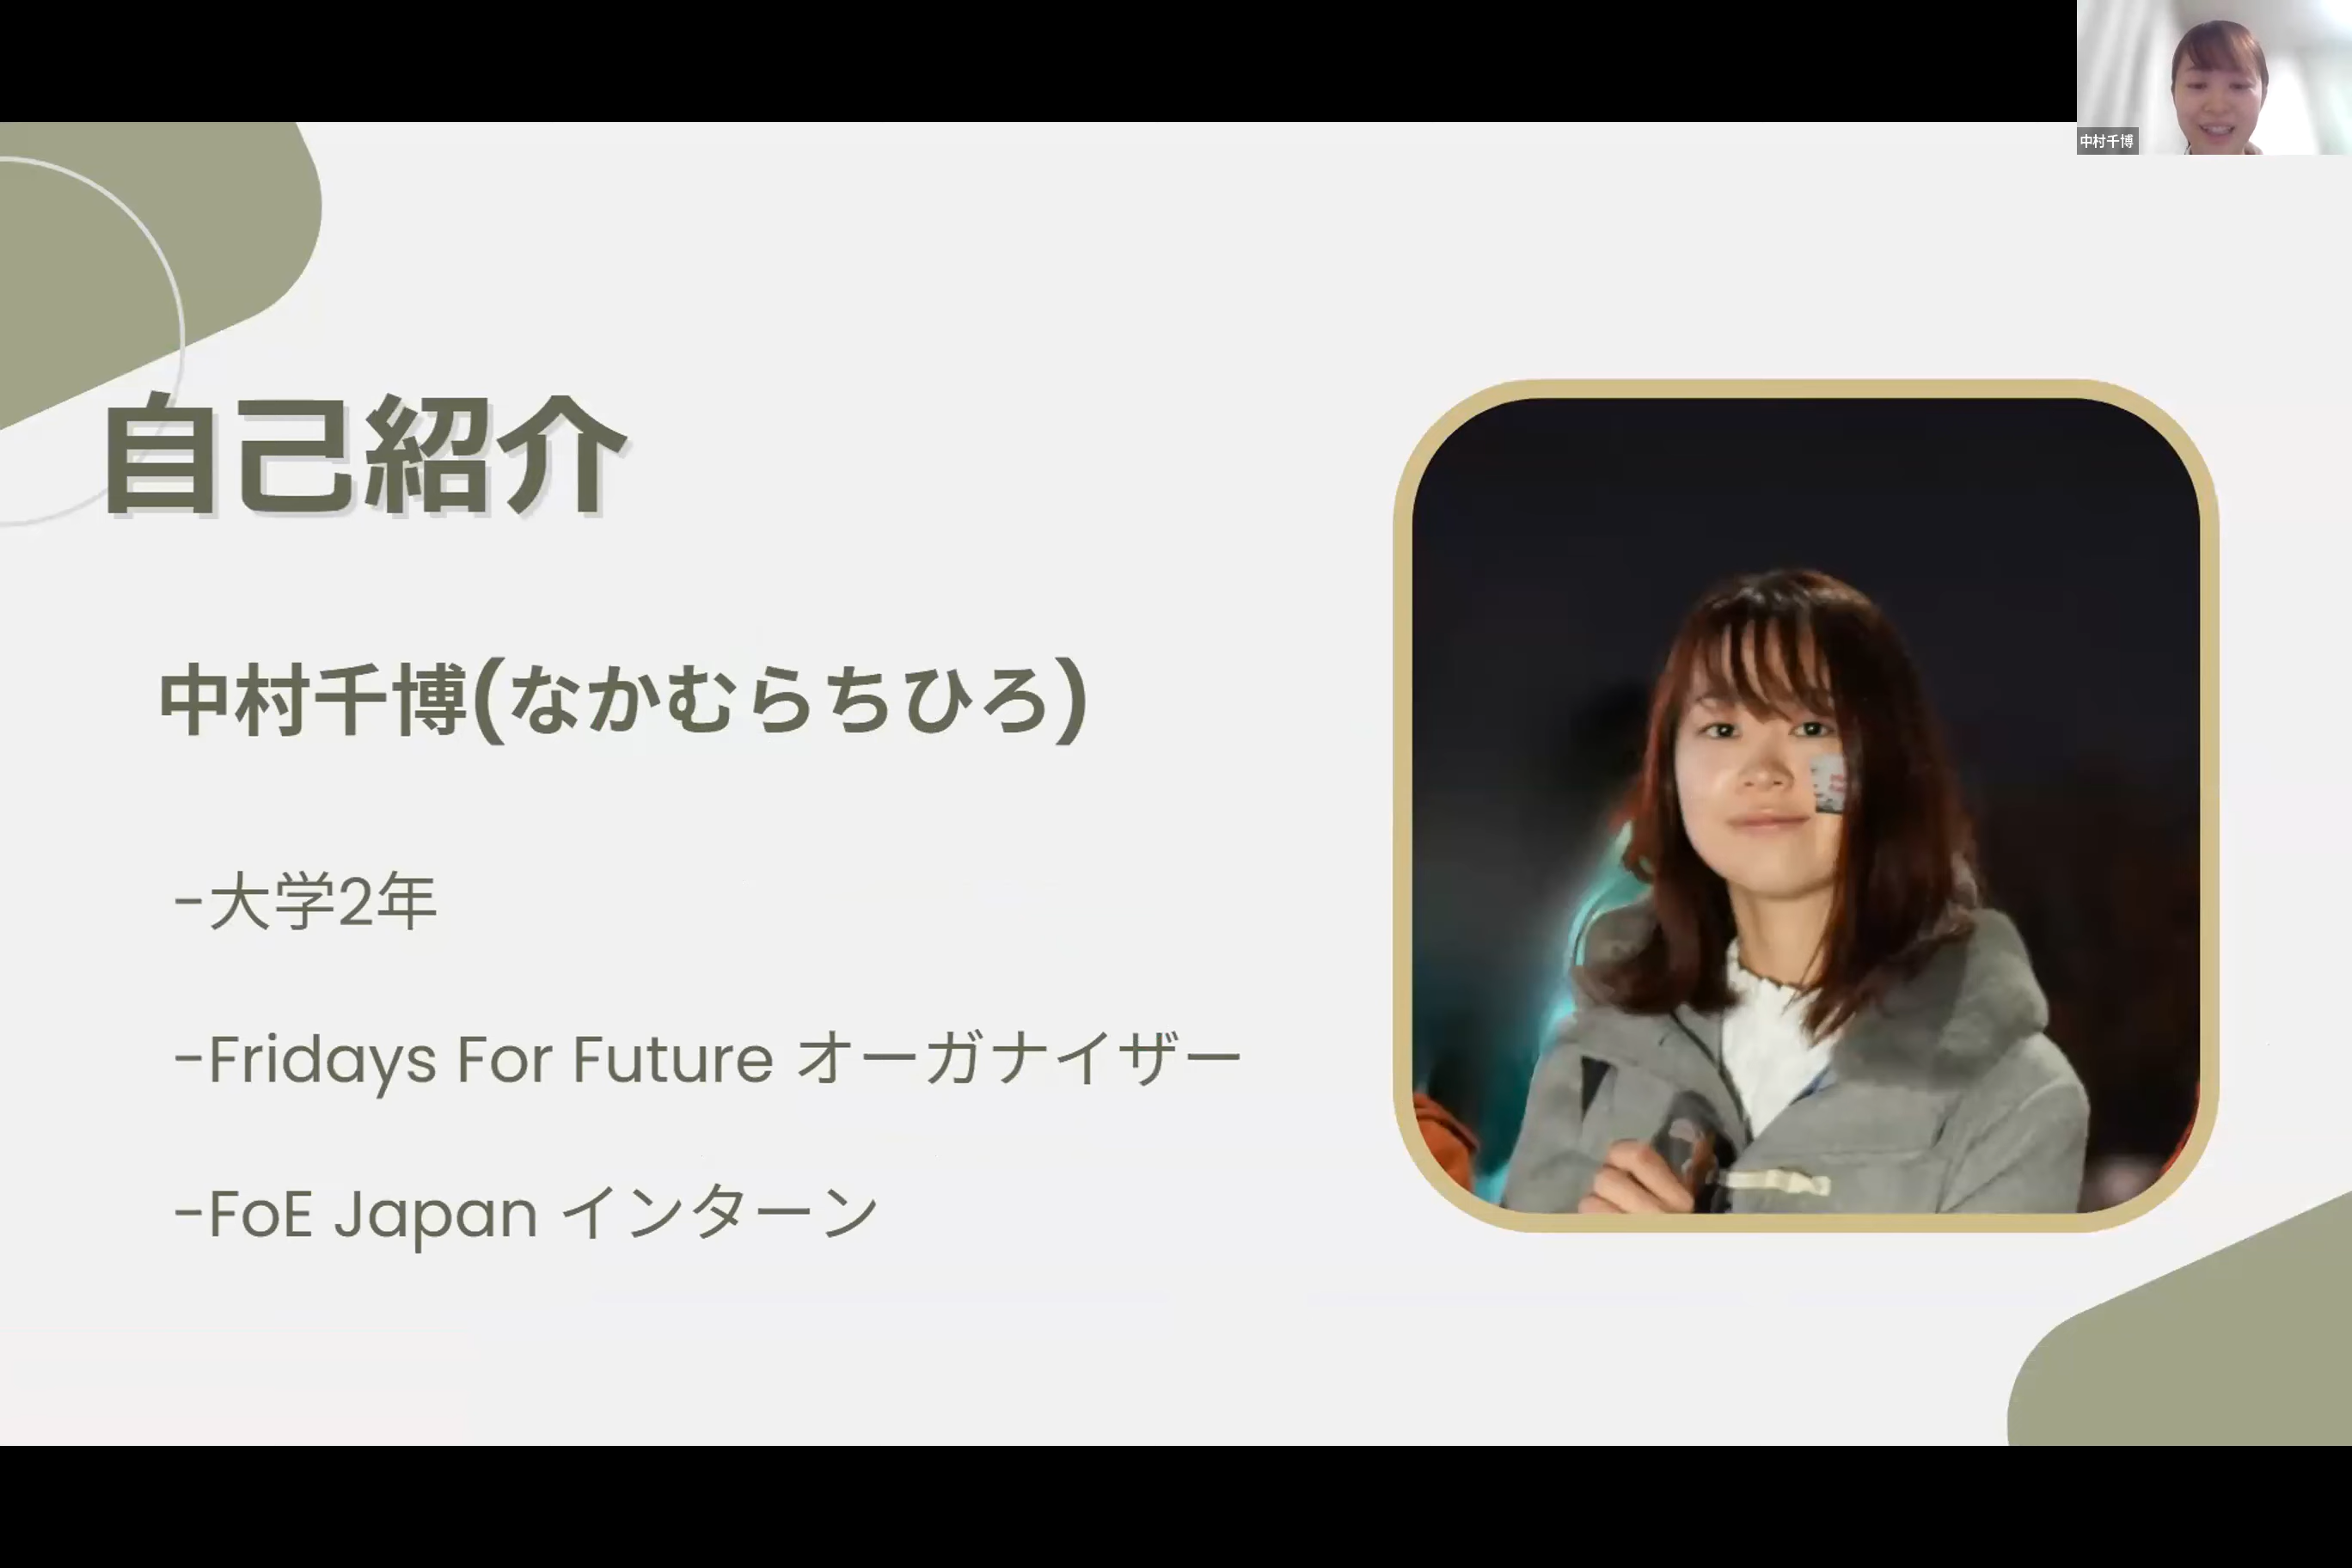 中村千博
自己紹介
中村千博(なかむらちひろ)
-大学2年
-Fridays For Future オーガナイザー
-FoE Japan インターン